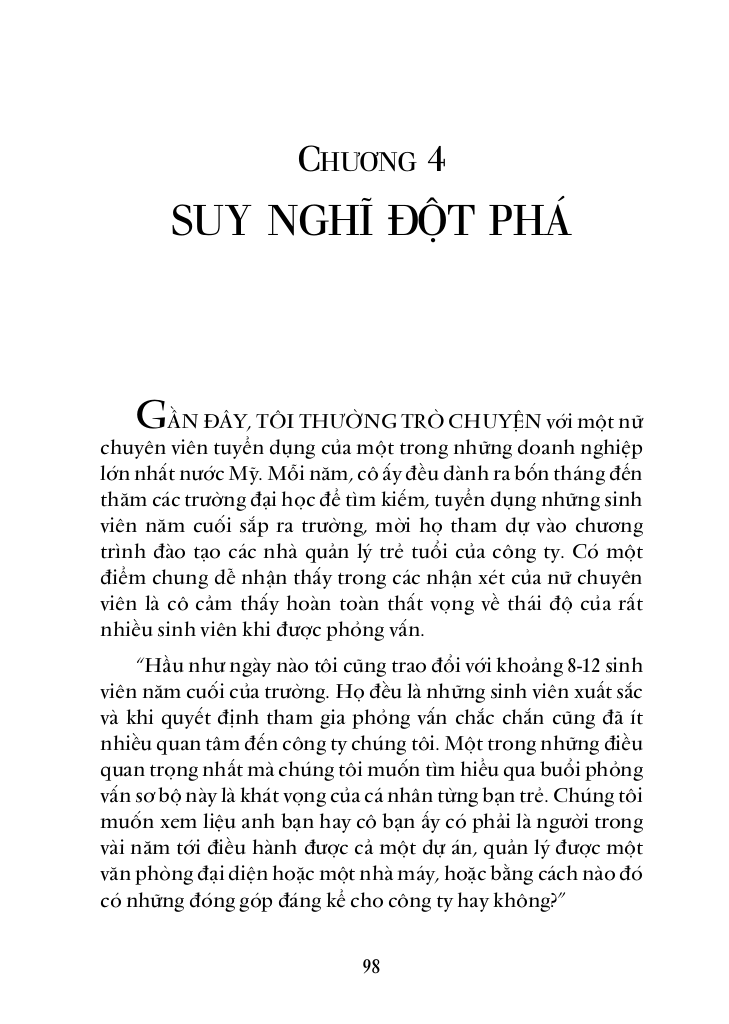 CHƯƠNG 4
SUY NGHĨ ĐỘT PHÁ
GẦN ĐÂY, TÔI THƯỜNG TRÒ CHUYỆN với một nữ
chuyên viên tuyển dụng của một trong những doanh nghiệp
lớn nhất nước Mỹ. Mỗi năm, cô ấy đều dành ra bốn tháng đến
thăm các trường đại học để tìm kiếm, tuyển dụng những sinh
viên năm cuối sắp ra trường, mời họ tham dự vào chương
trình đào tạo các nhà quản lý trẻ tuổi của công ty. Có một
điểm chung dễ nhận thấy trong các nhận xét của nữ chuyên
viên là cô cảm thấy hoàn toàn thất vọng về thái độ của rất
nhiều sinh viên khi được phỏng vấn.
“Hầu như ngày nào tôi cũng trao đổi với khoảng 8-12 sinh
viên năm cuối của trường. Họ đều là những sinh viên xuất sắc
và khi quyết định tham gia phỏng vấn chắc chắn cũng đã ít
nhiều quan tâm đến công ty chúng tôi. Một trong những điều
quan trọng nhất mà chúng tôi muốn tìm hiểu qua buổi phỏng
vấn sơ bộ này là khát vọng của cá nhân từng bạn trẻ. Chúng tôi
muốn xem liệu anh bạn hay cô bạn ấy có phải là người trong
vài năm tới điều hành được cả một dự án, quản lý được một
văn phòng đại diện hoặc một nhà máy, hoặc bằng cách nào đó
có những đóng góp đáng kể cho công ty hay không?”
98